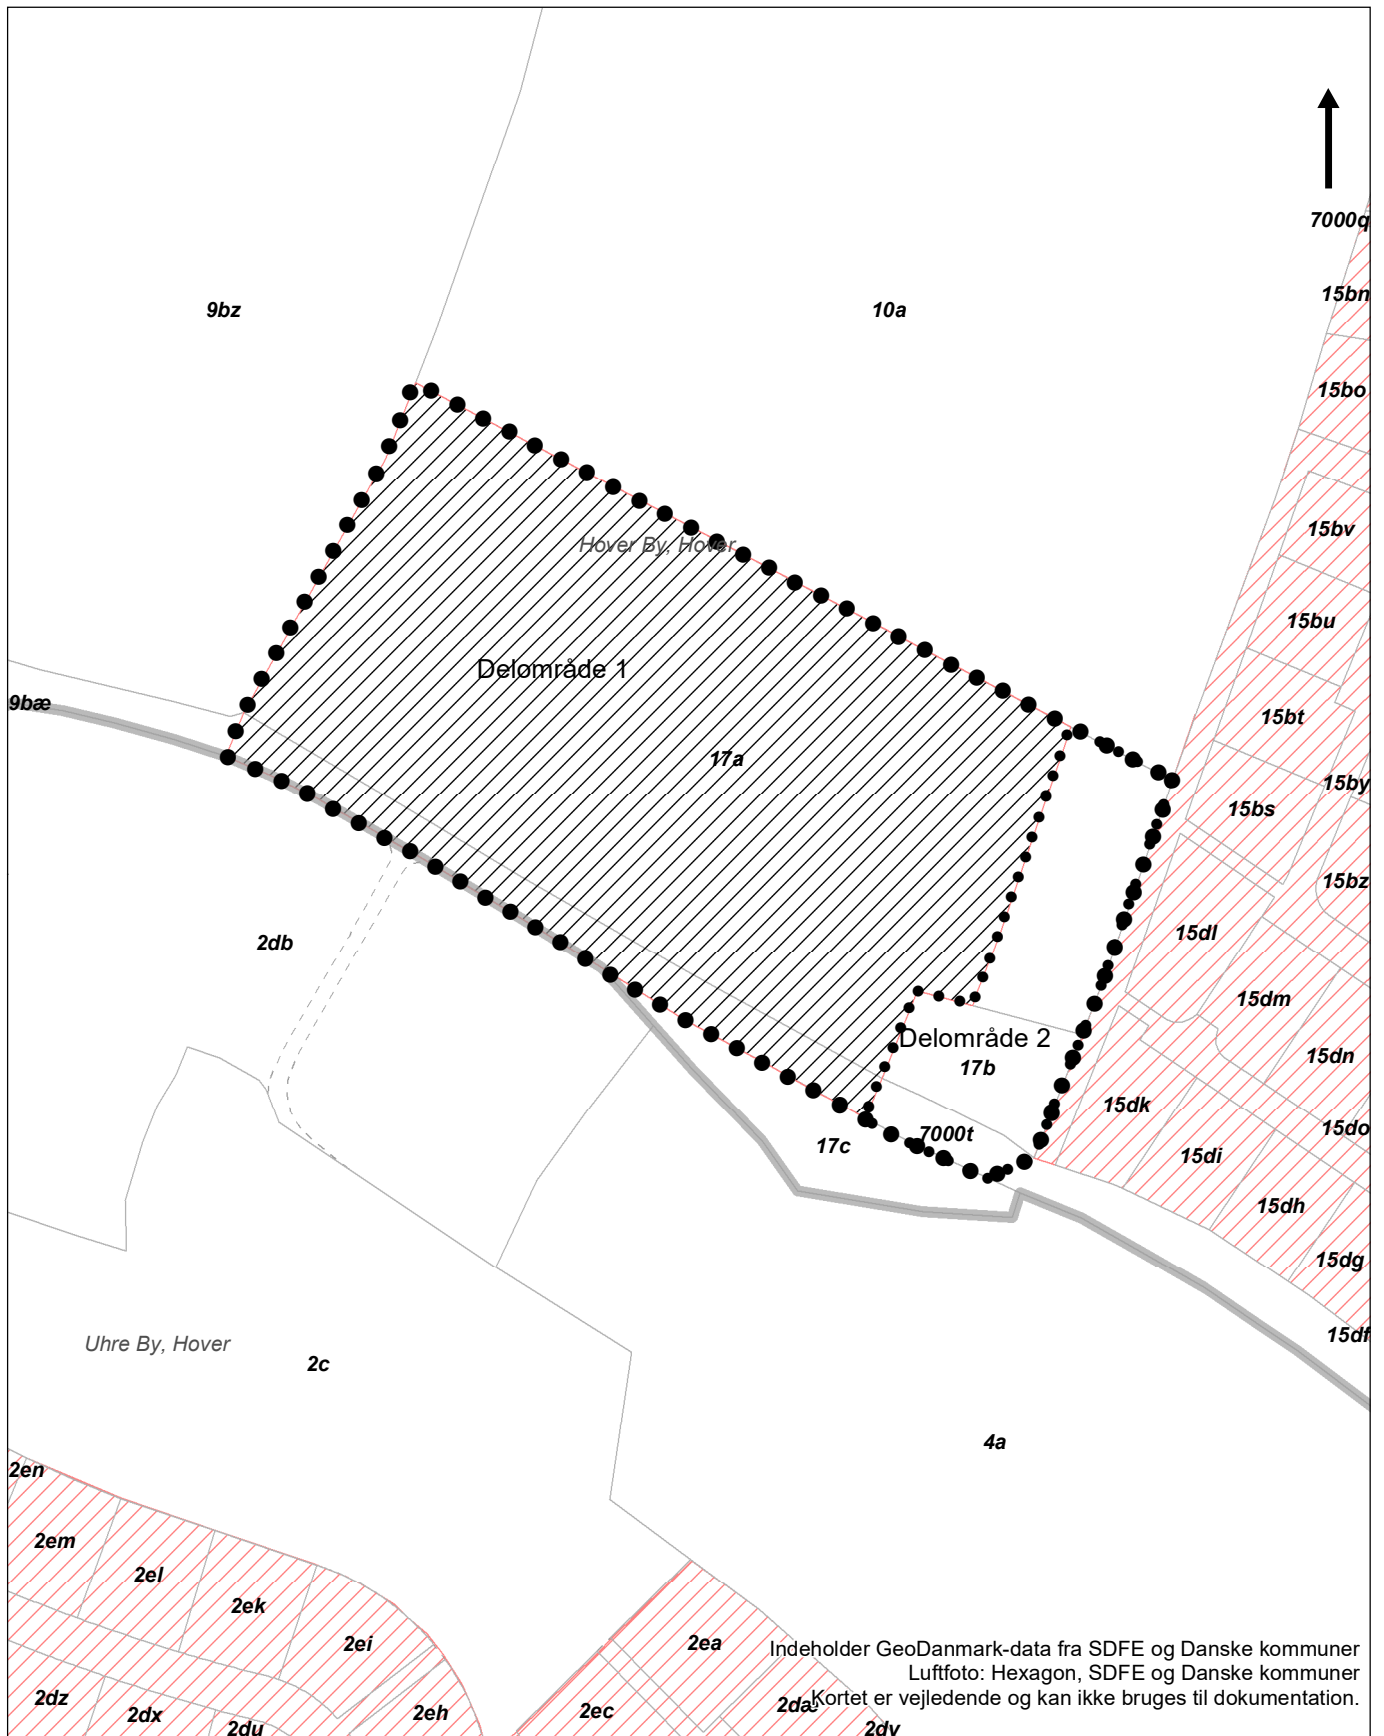 7000q
15bn
9bz
10a
15bo
15bv
Hover By, Hover
15bu
Delområde 1
9bæ
15bt
17a
15by
15bs
15bz
15dl
2db
15dm
Delområde 2
15dn
17b
15dk
15do
7000t
17c
15di
15dh
15dg
15df
Uhre By, Hover
2c
4a
2en
2em
2el
2ek
2ei
2ea
Indeholder GeoDanmark-data fra SDFE og Danske kommuner
Luftfoto: Hexagon, SDFE og Danske kommuner
Kortet er vejledende og kan ikke bruges til dokumentation.
2dz
2dx
2du
2eh
2ec
2dæ
2dy